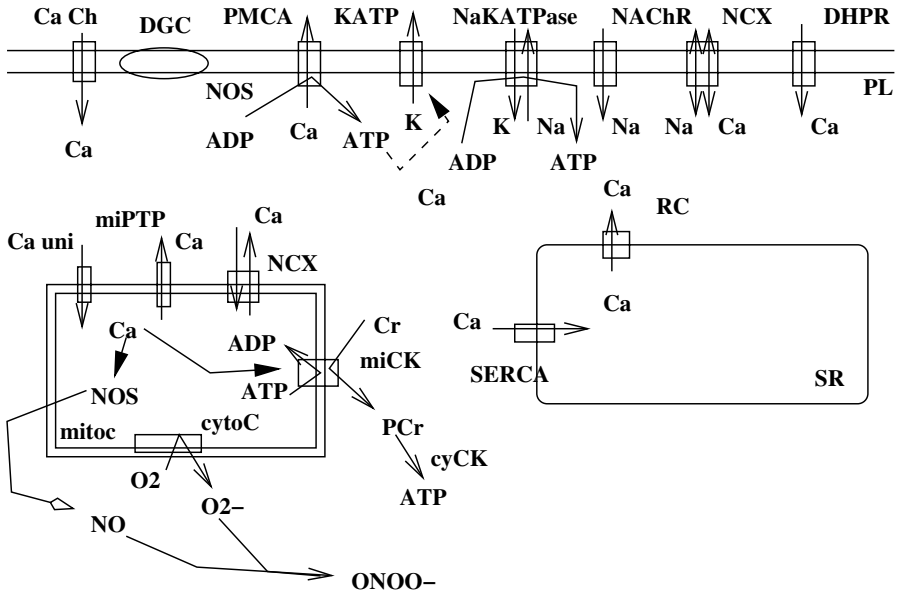 Ca Ch
DGC
PMCA
KATP
NaKATPase
NAChR
NCX
DHPR
PL
NOS
Ca
ADP
Ca
ATP
K
K
Na
Na
Na
Ca
Ca
ADP
ATP
Ca
Ca
RC
miPTP
Ca
Ca uni
Ca
NCX
Ca
Ca
SERCA
SR
Ca
ADP
Cr
miCK
ATP
NOS
mitoc
cytoC
PCr
cyCK
O2
ATP
O2−
NO
ONOO−